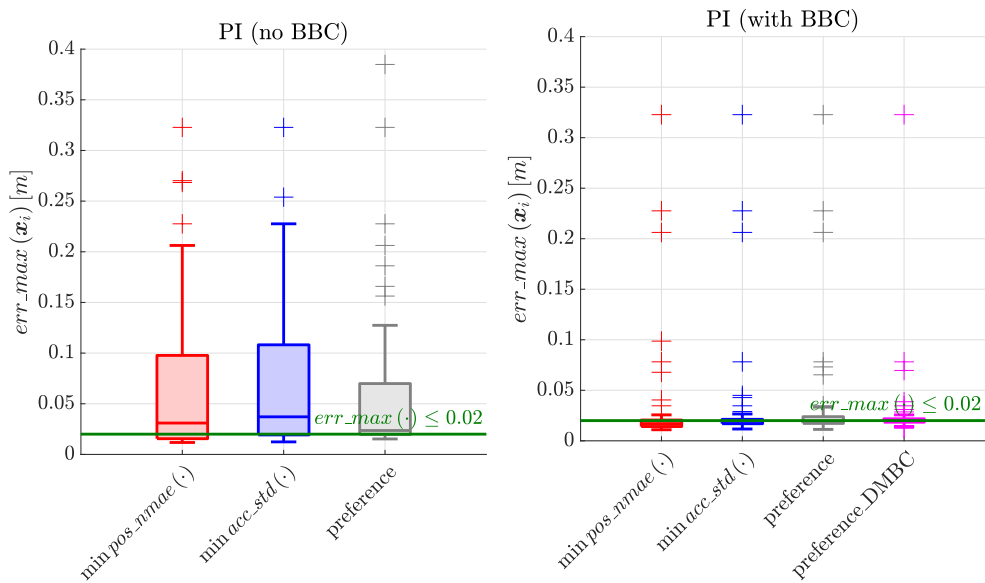 PI (no BBC)
0.4
0.35
0.3
0.25
0.2
0.15
0.1
0.05
0
err_max (x_i) [m]
err_max (·) ≤ 0.02
min pos_nmae (·)
min acc_std (·)
preference
PI (with BBC)
0.4
0.35
0.3
0.25
0.2
0.15
0.1
0.05
0
err_max (x_i) [m]
err_max (·) ≤ 0.02
min pos_nmae (·)
min acc_std (·)
preference
preference_DMBC